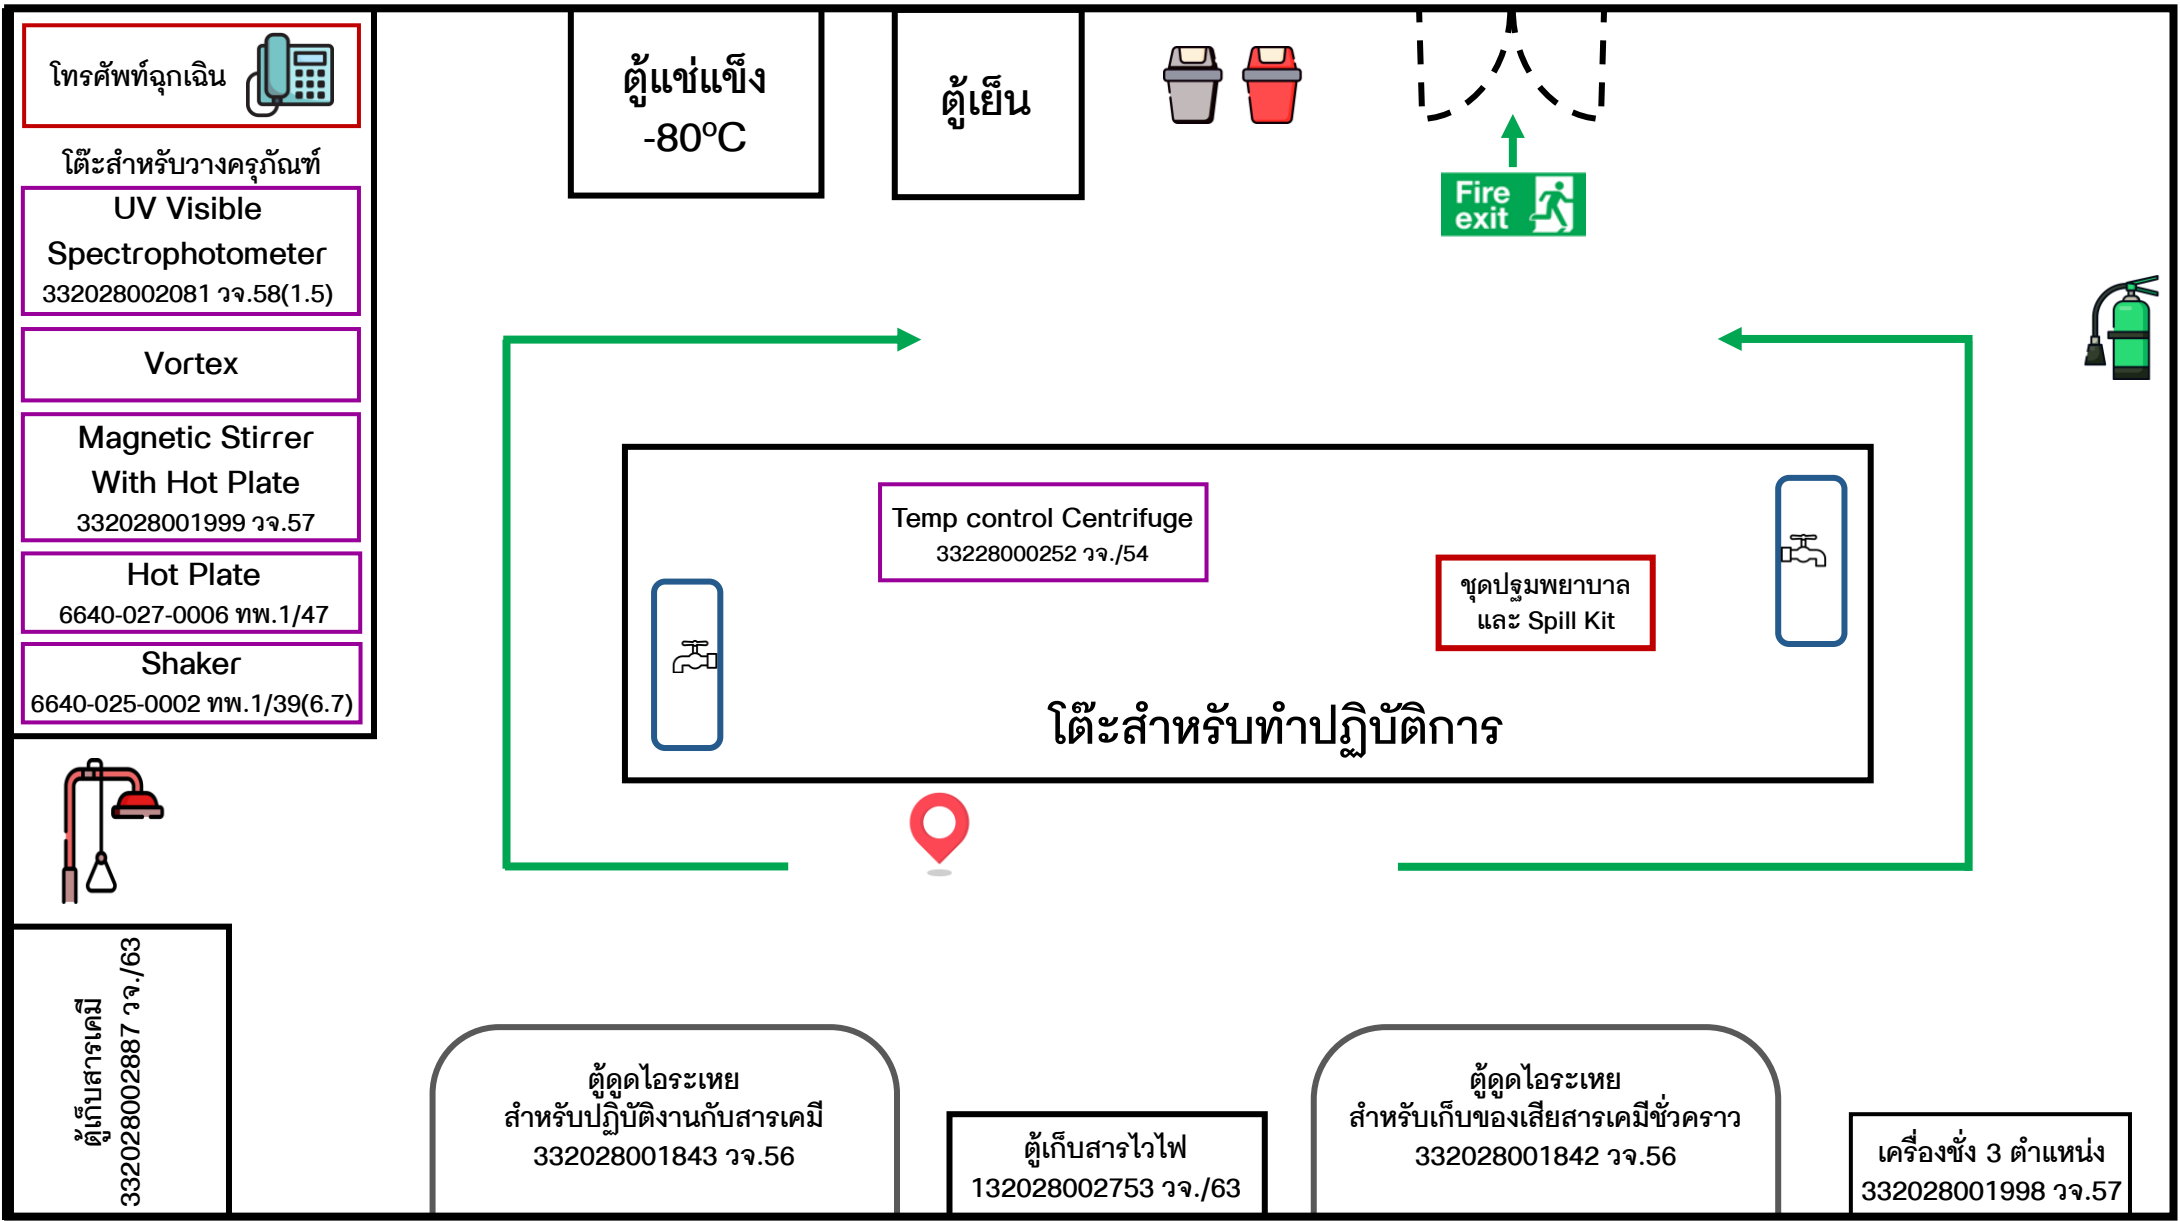 โทรศัพท์ฉุกเฉิน
โต๊ะสำหรับวางครุภัณฑ์
UV Visible
Spectrophotometer
332028002081 วจ.58(1.5)
Vortex
Magnetic Stirrer
With Hot Plate
332028001999 วจ.57
Hot Plate
6640-027-0006 ทพ.1/47
Shaker
6640-025-0002 ทพ.1/39(6.7)
ตู้แช่แข็ง
-80°C
ตู้เย็น
Fire
exit
Temp control Centrifuge
33228000252 วจ./54
ชุดปฐมพยาบาล
และ Spill Kit
โต๊ะสำหรับทำปฏิบัติการ
ตู้เก็บสารเคมี
332028002887 วจ./63
ตู้ดูดไอระเหย
สำหรับปฏิบัติงานกับสารเคมี
332028001843 วจ.56
ตู้เก็บสารไวไฟ
132028002753 วจ./63
ตู้ดูดไอระเหย
สำหรับเก็บของเสียสารเคมีชั่วคราว
332028001842 วจ.56
เครื่องชั่ง 3 ตำแหน่ง
332028001998 วจ.57